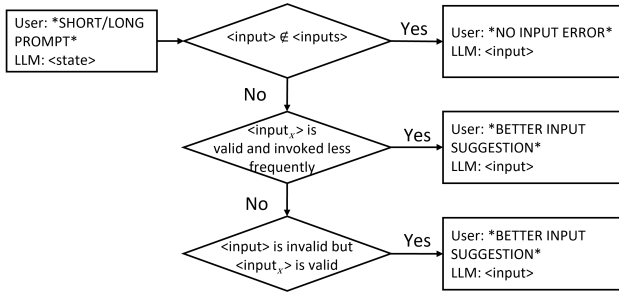 User: *SHORT/LONG
PROMPT*
LLM: <state>
<input> ∉ <inputs>
Yes
User: *NO INPUT ERROR*
LLM: <input>
No
<inputₓ> is
valid and invoked less
frequently
Yes
User: *BETTER INPUT
SUGGESTION*
LLM: <input>
No
<input> is invalid but
<inputₓ> is valid
Yes
User: *BETTER INPUT
SUGGESTION*
LLM: <input>